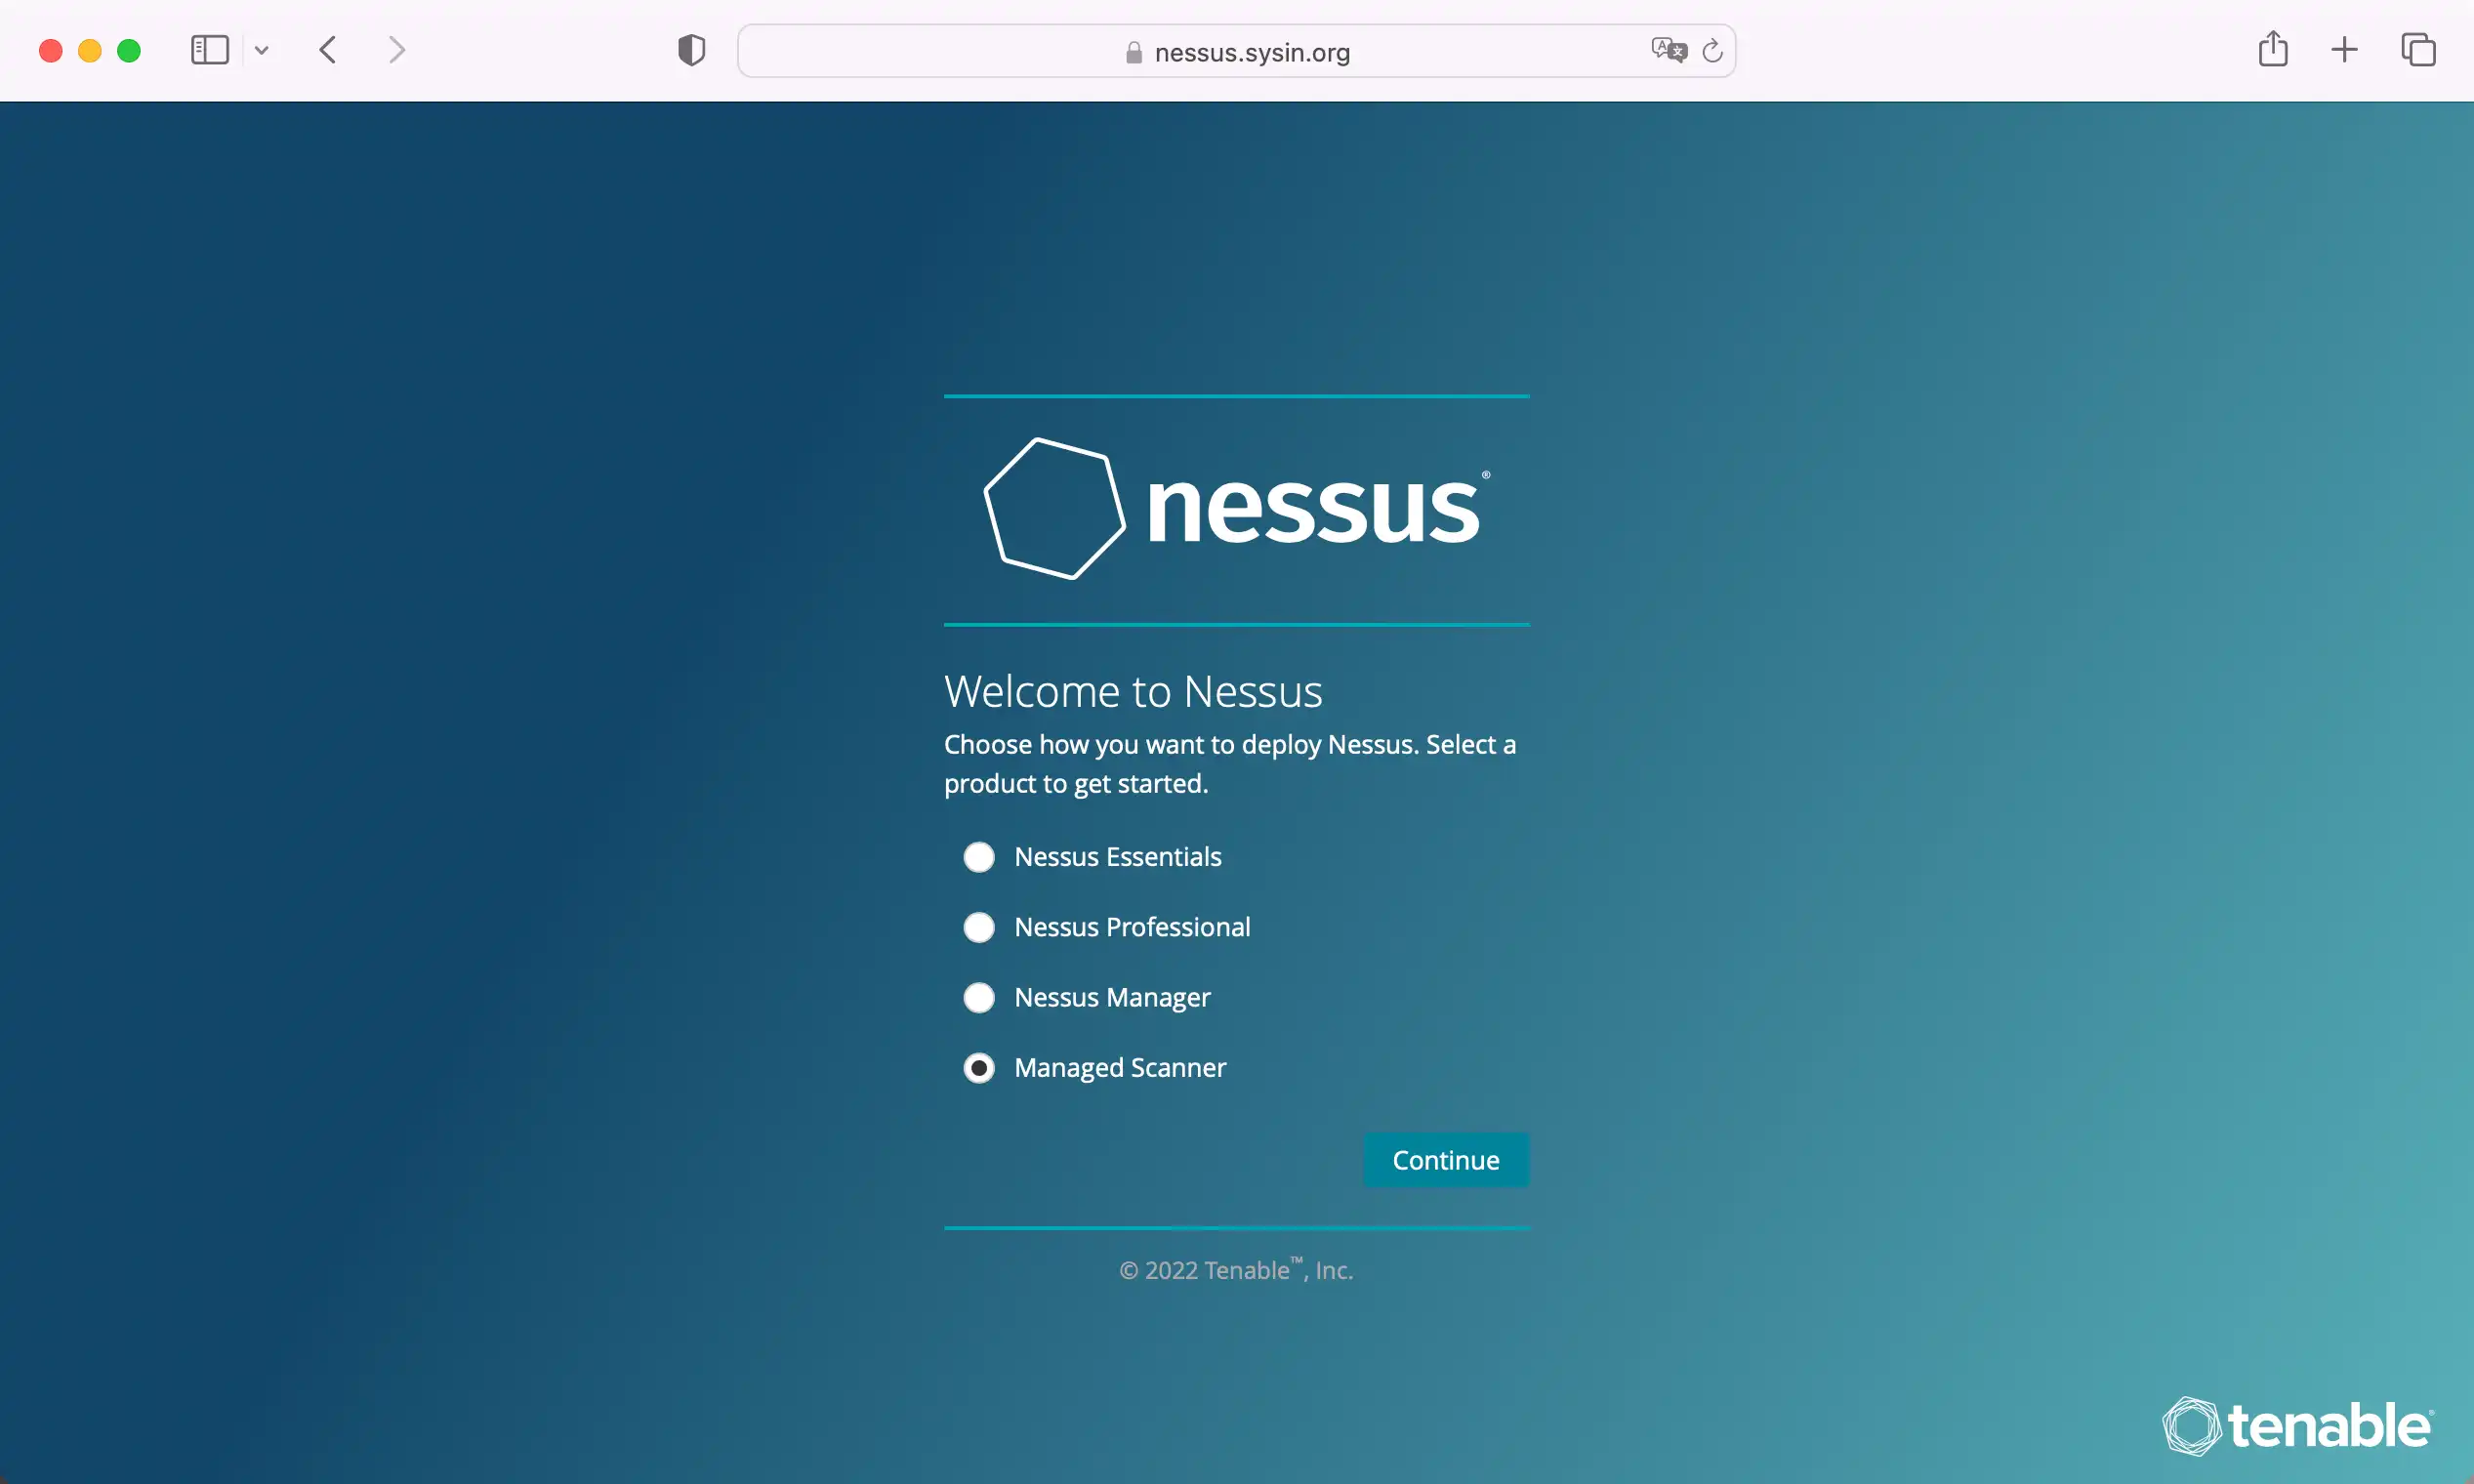 nessus.sysin.org
nessus®
Welcome to Nessus
Choose how you want to deploy Nessus. Select a
product to get started.
Nessus Essentials
Nessus Professional
Nessus Manager
Managed Scanner
Continue
© 2022 Tenable™, Inc.
tenable®